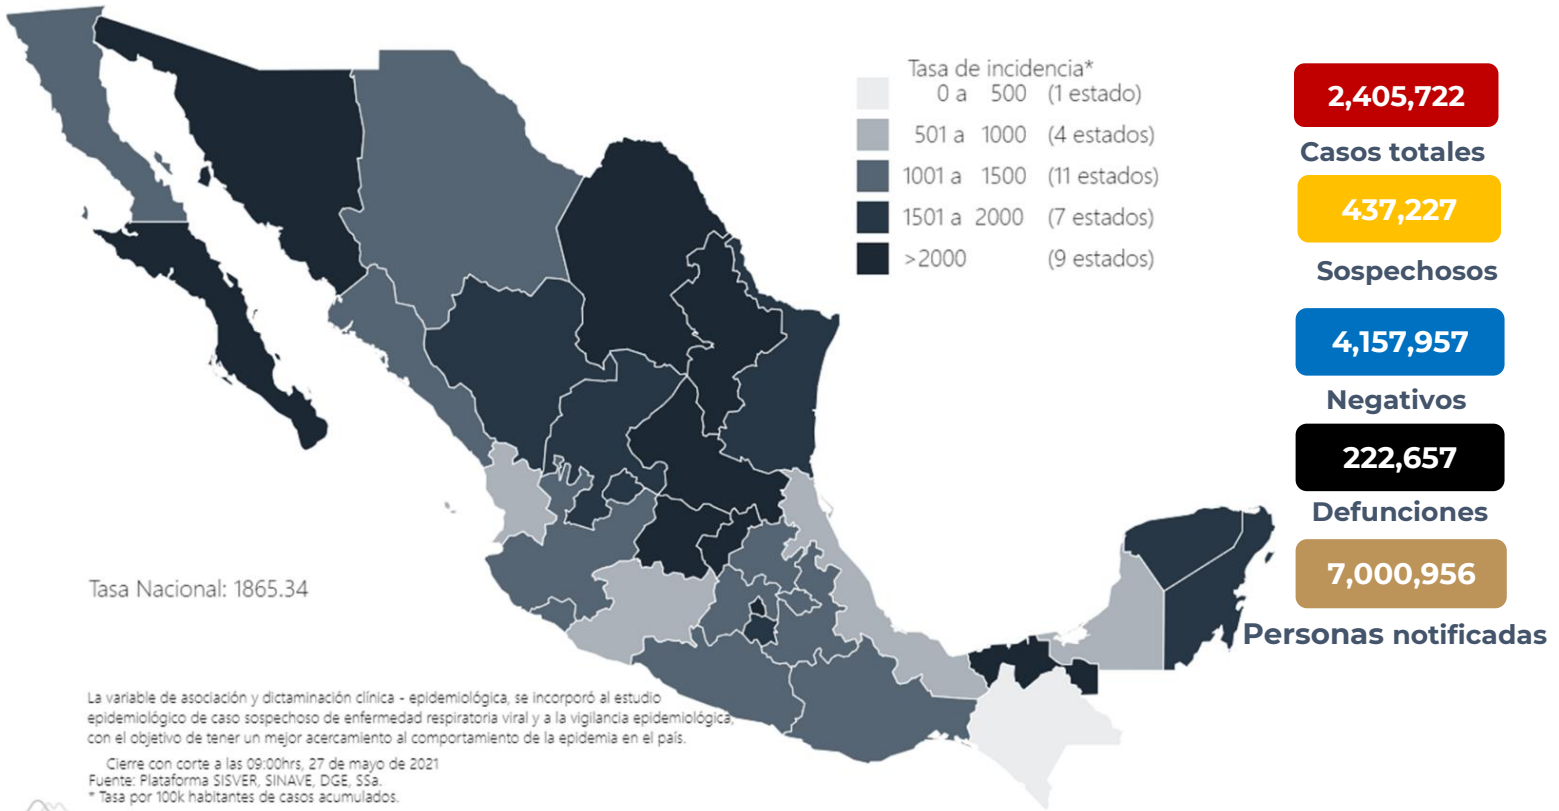 Tasa de incidencia*
0 a 500 (1 estado)
501 a 1000 (4 estados)
1001 a 1500 (11 estados)
1501 a 2000 (7 estados)
>2000 (9 estados)
2,405,722
Casos totales
437,227
Sospechosos
4,157,957
Negativos
222,657
Defunciones
7,000,956
Personas notificadas
Tasa Nacional: 1865.34
La variable de asociación y dictaminación clínica - epidemiológica, se incorporó al estudio
epidemiológico de caso sospechoso de enfermedad respiratoria viral y a la vigilancia epidemiológica,
con el objetivo de tener un mejor acercamiento al comportamiento de la epidemia en el país.
Cierre con corte a las 09:00hrs, 27 de mayo de 2021
Fuente: Plataforma SISVER, SINAVE, DGE, SSa.
* Tasa por 100k habitantes de casos acumulados.